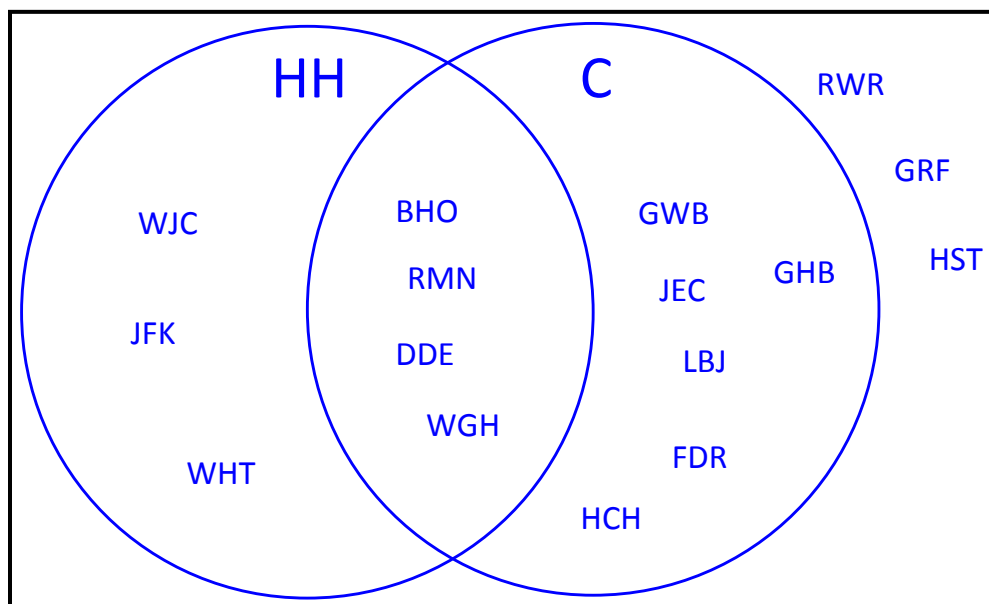 HH
C
RWR
GRF
WJC
BHO
GWB
HST
RMN
GHB
JEC
JFK
DDE
LBJ
WGH
FDR
WHT
HCH